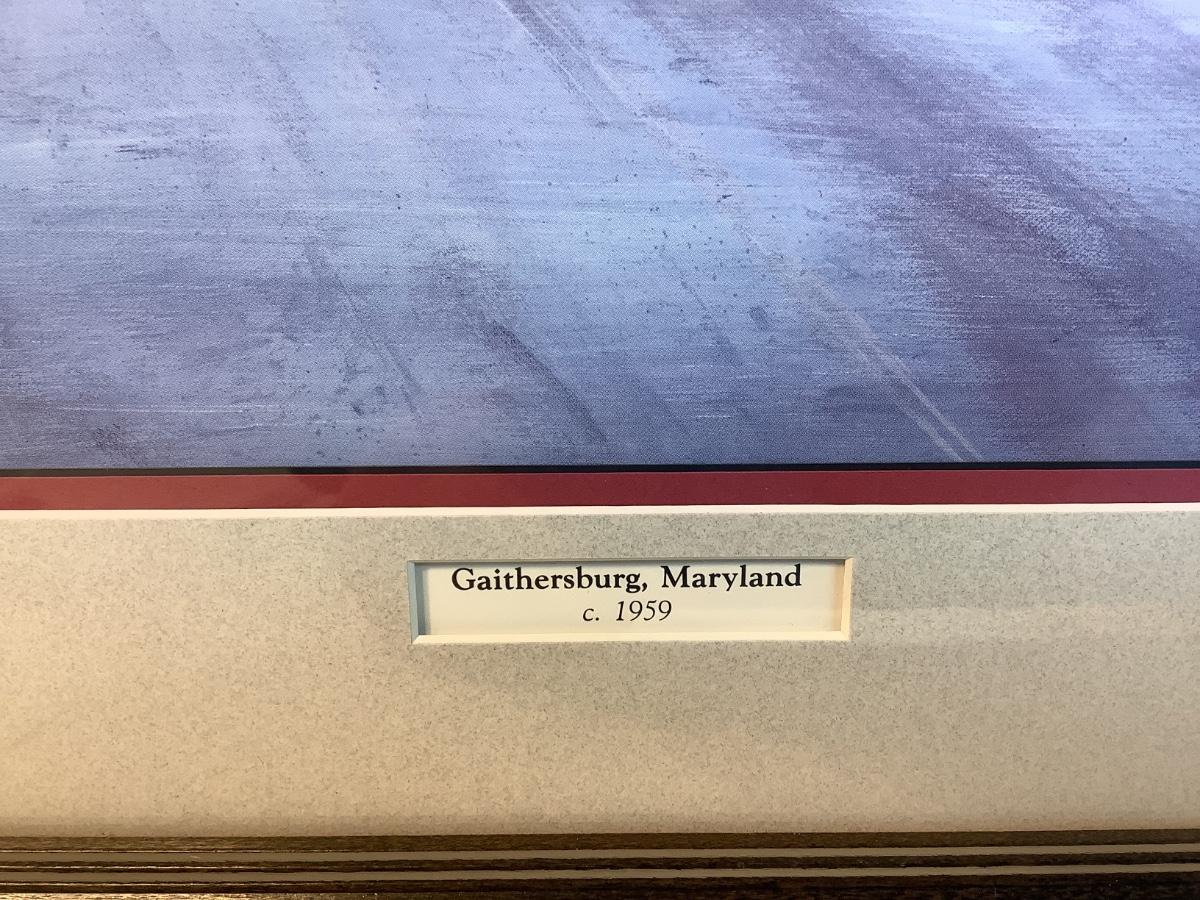 Gaithersburg, Maryland
c. 1959